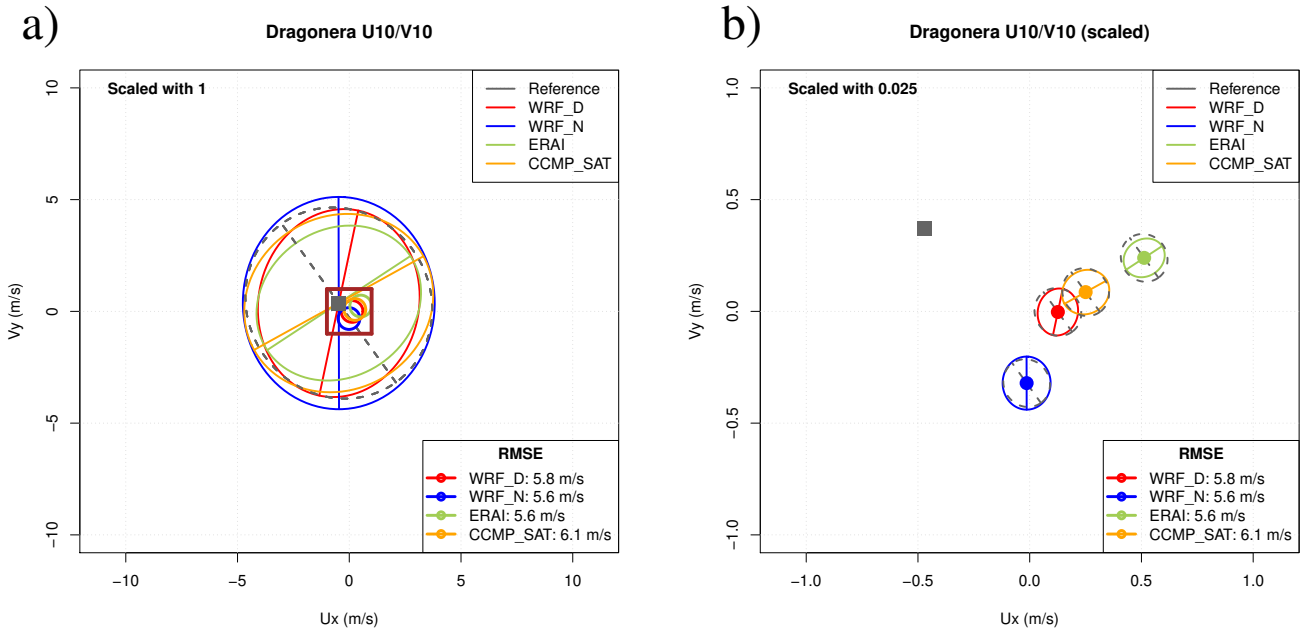 a)
Dragonera U10/V10
Scaled with 1
Reference
WRF_D
WRF_N
ERAI
CCMP_SAT
10
5
0
−5
−10
Vy (m/s)
RMSE
WRF_D: 5.8 m/s
WRF_N: 5.6 m/s
ERAI: 5.6 m/s
CCMP_SAT: 6.1 m/s
−10
−5
0
5
10
Ux (m/s)
b)
Dragonera U10/V10 (scaled)
Scaled with 0.025
Reference
WRF_D
WRF_N
ERAI
CCMP_SAT
1.0
0.5
0.0
−0.5
−1.0
Vy (m/s)
RMSE
WRF_D: 5.8 m/s
WRF_N: 5.6 m/s
ERAI: 5.6 m/s
CCMP_SAT: 6.1 m/s
−1.0
−0.5
0.0
0.5
1.0
Ux (m/s)